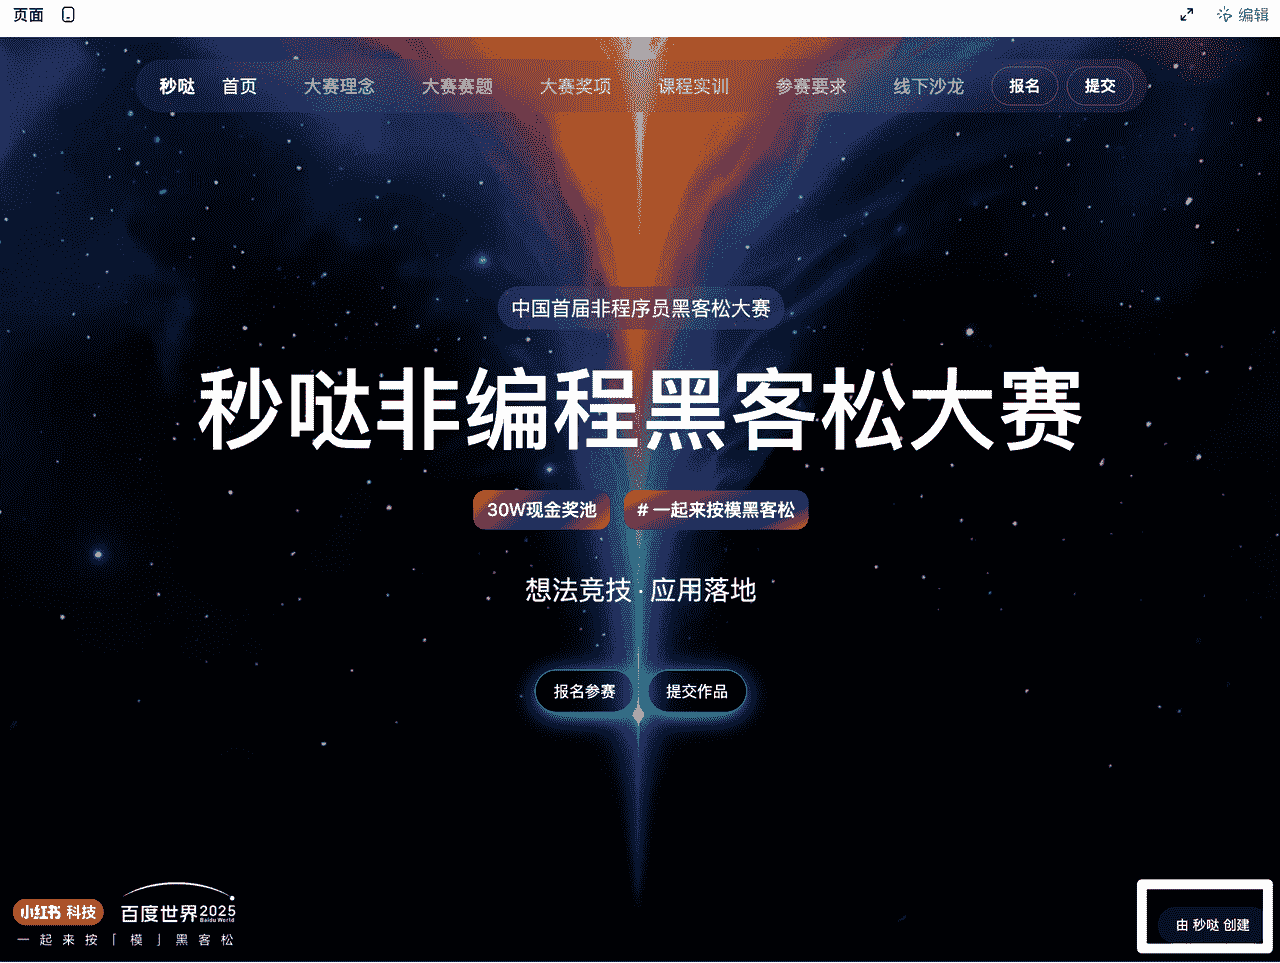 页面
编辑
秒哒 首页 大赛理念 大赛赛题 大赛奖项 课程实训 参赛要求 线下沙龙 报名 提交
中国首届非程序员黑客松大赛
秒哒非编程黑客松大赛
30W现金奖池 # 一起来按模黑客松
想法竞技 · 应用落地
报名参赛 提交作品
小红书 科技 百度世界2025
Baidu World
一起来按「模」黑客松
由 秒哒 创建